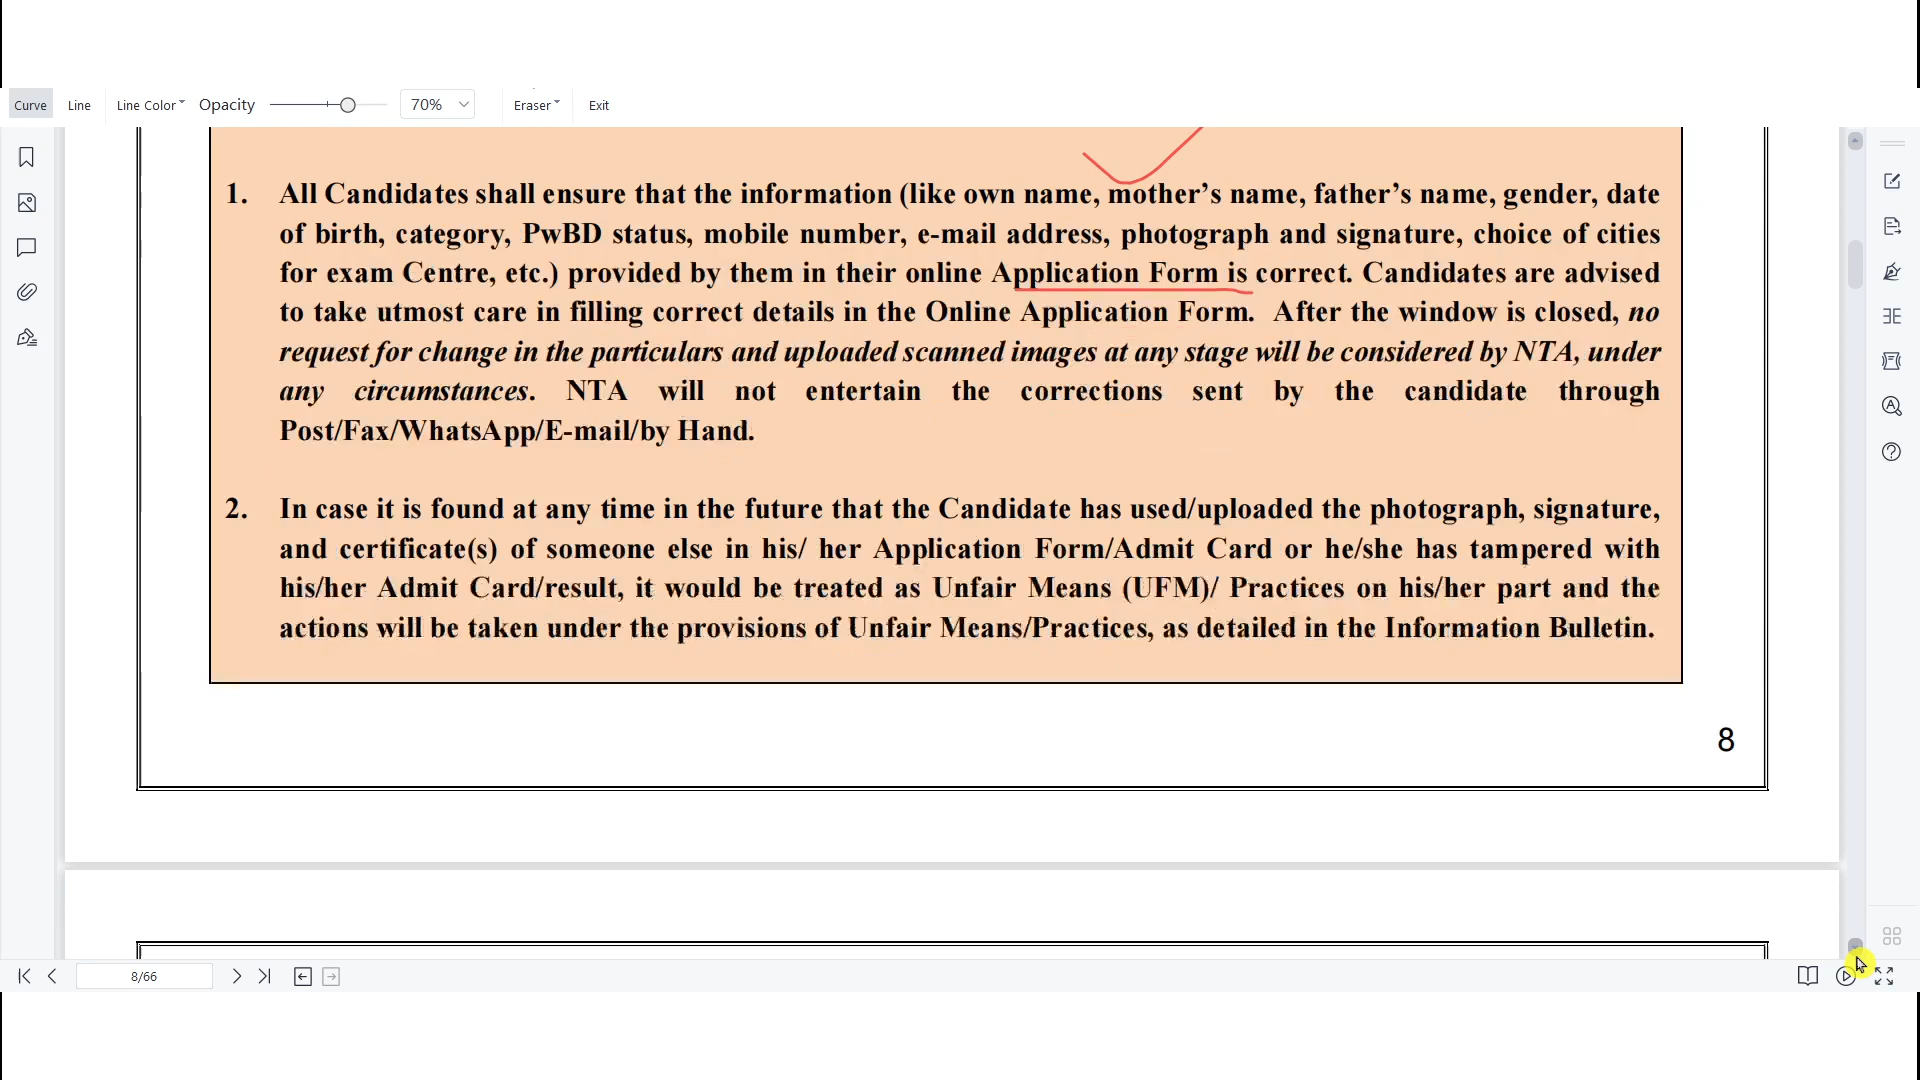 Curve Line Line Color Opacity 70% Eraser Exit
1. All Candidates shall ensure that the information (like own name, mother’s name, father’s name, gender, date
of birth, category, PwBD status, mobile number, e-mail address, photograph and signature, choice of cities
for exam Centre, etc.) provided by them in their online Application Form is correct. Candidates are advised
to take utmost care in filling correct details in the Online Application Form. After the window is closed, no
request for change in the particulars and uploaded scanned images at any stage will be considered by NTA, under
any circumstances. NTA will not entertain the corrections sent by the candidate through
Post/Fax/WhatsApp/E-mail/by Hand.
2. In case it is found at any time in the future that the Candidate has used/uploaded the photograph, signature,
and certificate(s) of someone else in his/ her Application Form/Admit Card or he/she has tampered with
his/her Admit Card/result, it would be treated as Unfair Means (UFM)/ Practices on his/her part and the
actions will be taken under the provisions of Unfair Means/Practices, as detailed in the Information Bulletin.
8
8/66